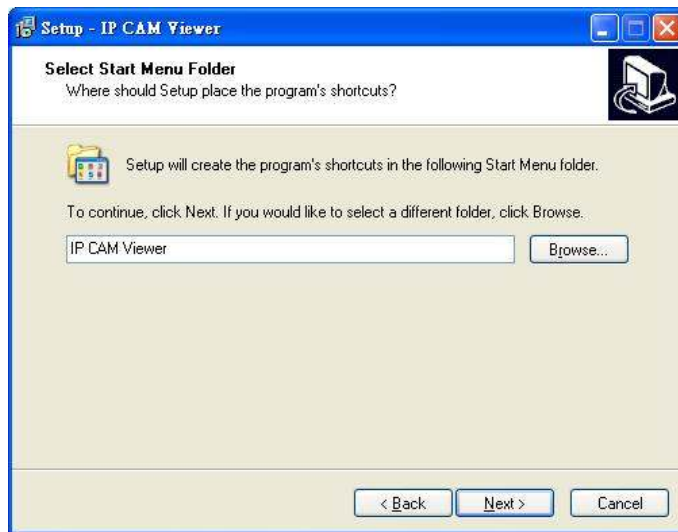 Setup - IP CAM Viewer
Select Start Menu Folder
Where should Setup place the program's shortcuts?
Setup will create the program's shortcuts in the following Start Menu folder.
To continue, click Next. If you would like to select a different folder, click Browse.
IP CAM Viewer
Browse...
< Back
Next >
Cancel